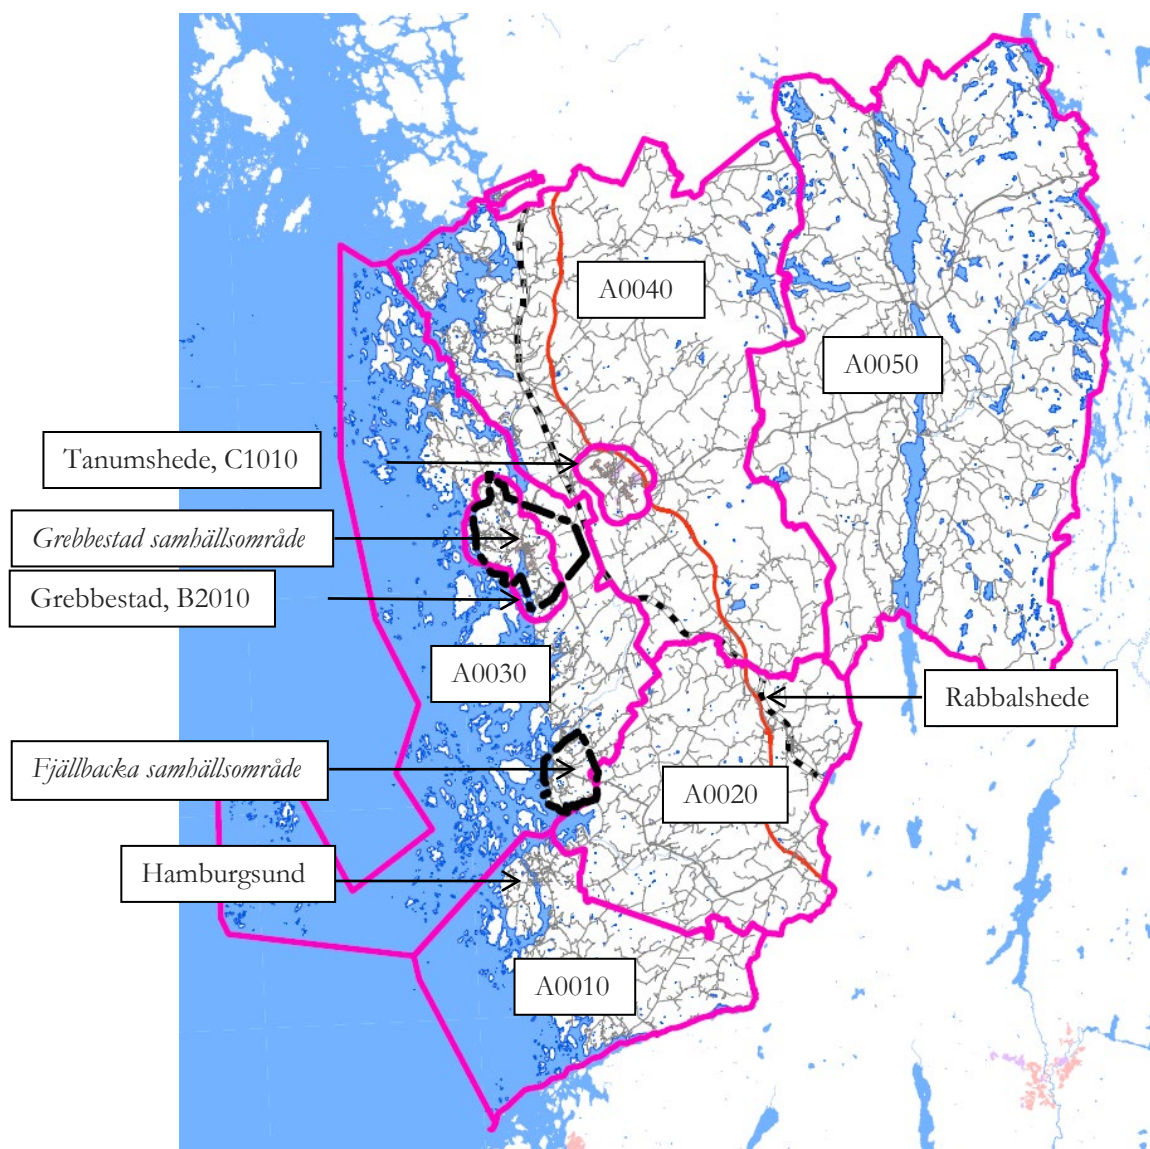 A0040
A0050
Tanumshede, C1010
Grebbestad samhällsområde
Grebbestad, B2010
A0030
Rabbalshede
Fjällbacka samhällsområde
A0020
Hamburgsund
A0010